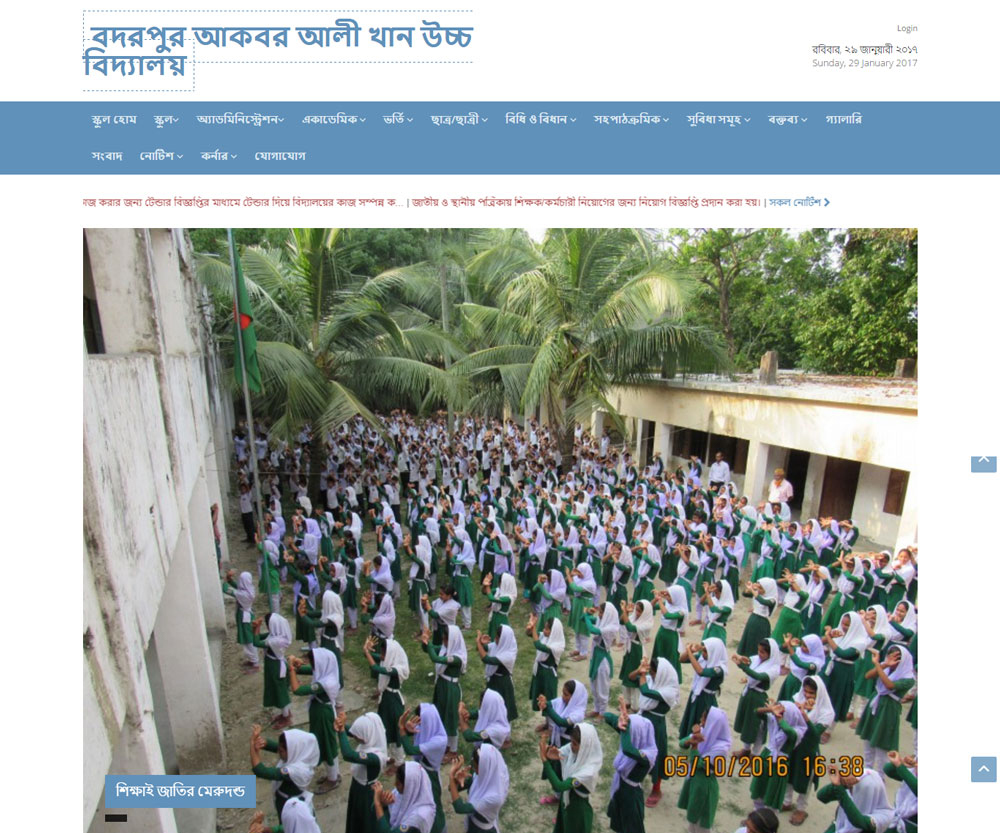 বদরপুর আকবর আলী খান উচ্চ
বিদ্যালয়
Login
রবিবার, ২৯ জানুয়ারী ২০১৭
Sunday, 29 January 2017
স্কুল হোম স্কুল অ্যাডমিনিস্ট্রেশন একাডেমিক ভর্তি ছাত্র/ছাত্রী বিধি ও বিধান সহপাঠক্রমিক সুবিধা সমূহ বক্তব্য গ্যালারি
সংবাদ নোটিশ কর্নার যোগাযোগ
করার জন্য টেন্ডার বিজ্ঞপ্তির মাধ্যমে টেন্ডার দিয়ে বিদ্যালয়ের কাজ সম্পন্ন ক... | জাতীয় ও স্থানীয় পত্রিকায় শিক্ষক/কর্মচারী নিয়োগের জন্য নিয়োগ বিজ্ঞপ্তি প্রদান করা হয়। | সকল নোটিশ
05/10/2016 16:38
শিক্ষাই জাতির মেরুদন্ড